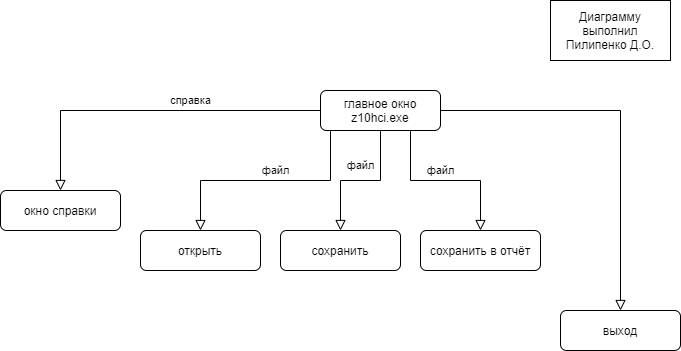 Диаграмму
выполнил
Пилипенко Д.О.
главное окно
z10hci.exe
справка
файл
файл
файл
окно справки
открыть
сохранить
сохранить в отчёт
выход